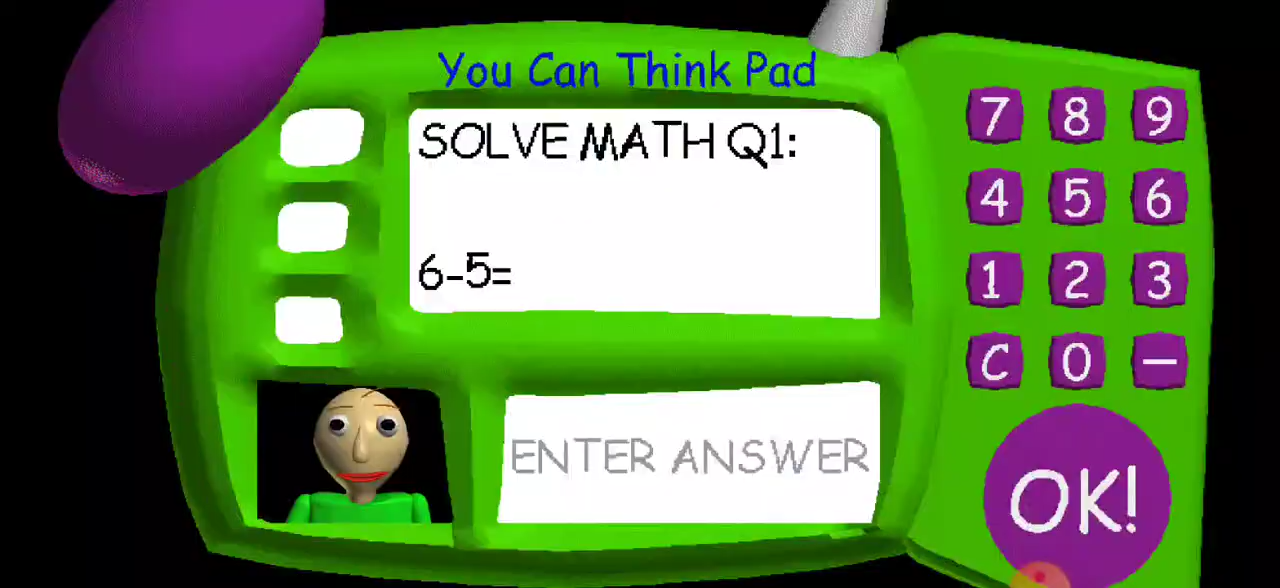 You Can Think Pad
SOLVE MATH Q1:
6-5=
ENTER ANSWER
7 8 9
4 5 6
1 2 3
C 0 –
OK!